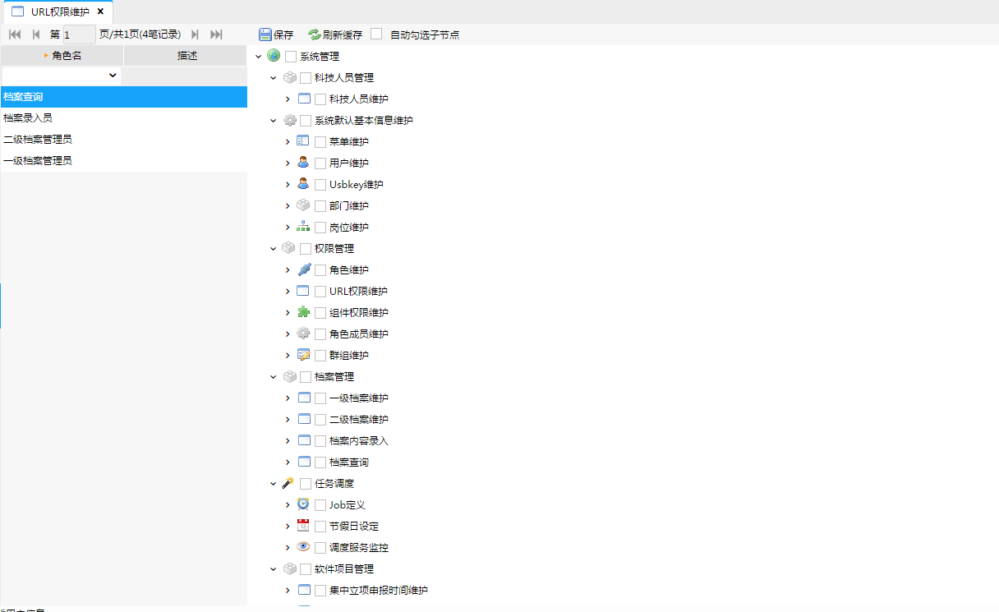 URL权限维护
第 1 页/共1页(4笔记录)
保存 刷新缓存 自动勾选子节点
角色名 描述
档案查询
档案录入员
二级档案管理员
一级档案管理员
系统管理
科技人员管理
科技人员维护
系统默认基本信息维护
菜单维护
用户维护
Usbkey维护
部门维护
岗位维护
权限管理
角色维护
URL权限维护
组件权限维护
角色成员维护
群组维护
档案管理
一级档案维护
二级档案维护
档案内容录入
档案查询
任务调度
Job定义
节假日设定
调度服务监控
软件项目管理
集中立项申报时间维护